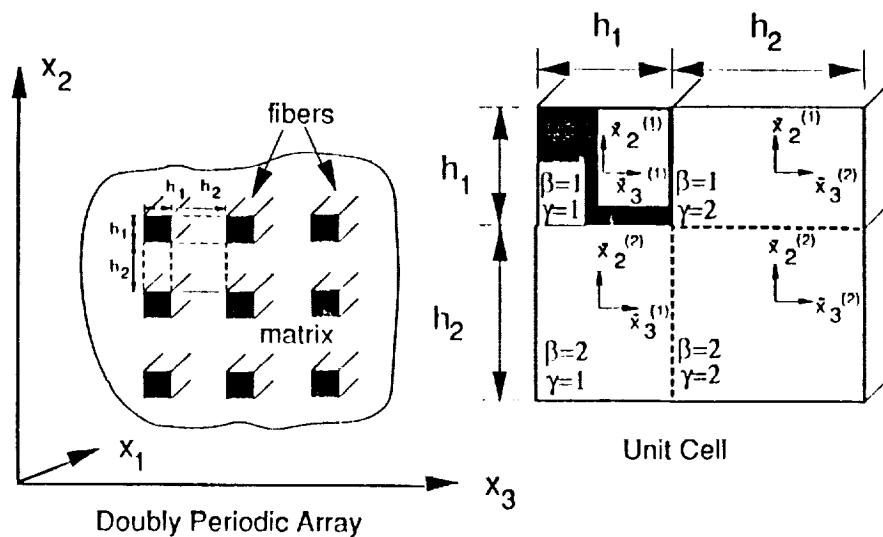 x₂
fibers
h₁ h₂
h₁
h₂
matrix
x₁
x₃
Doubly Periodic Array
h₁ h₂
h₁
h₂
x̄₂⁽¹⁾
x̄₃⁽¹⁾
β=1
γ=1
x̄₂⁽¹⁾
x̄₃⁽²⁾
β=1
γ=2
x̄₂⁽²⁾
x̄₃⁽¹⁾
β=2
γ=1
x̄₂⁽²⁾
x̄₃⁽²⁾
β=2
γ=2
Unit Cell